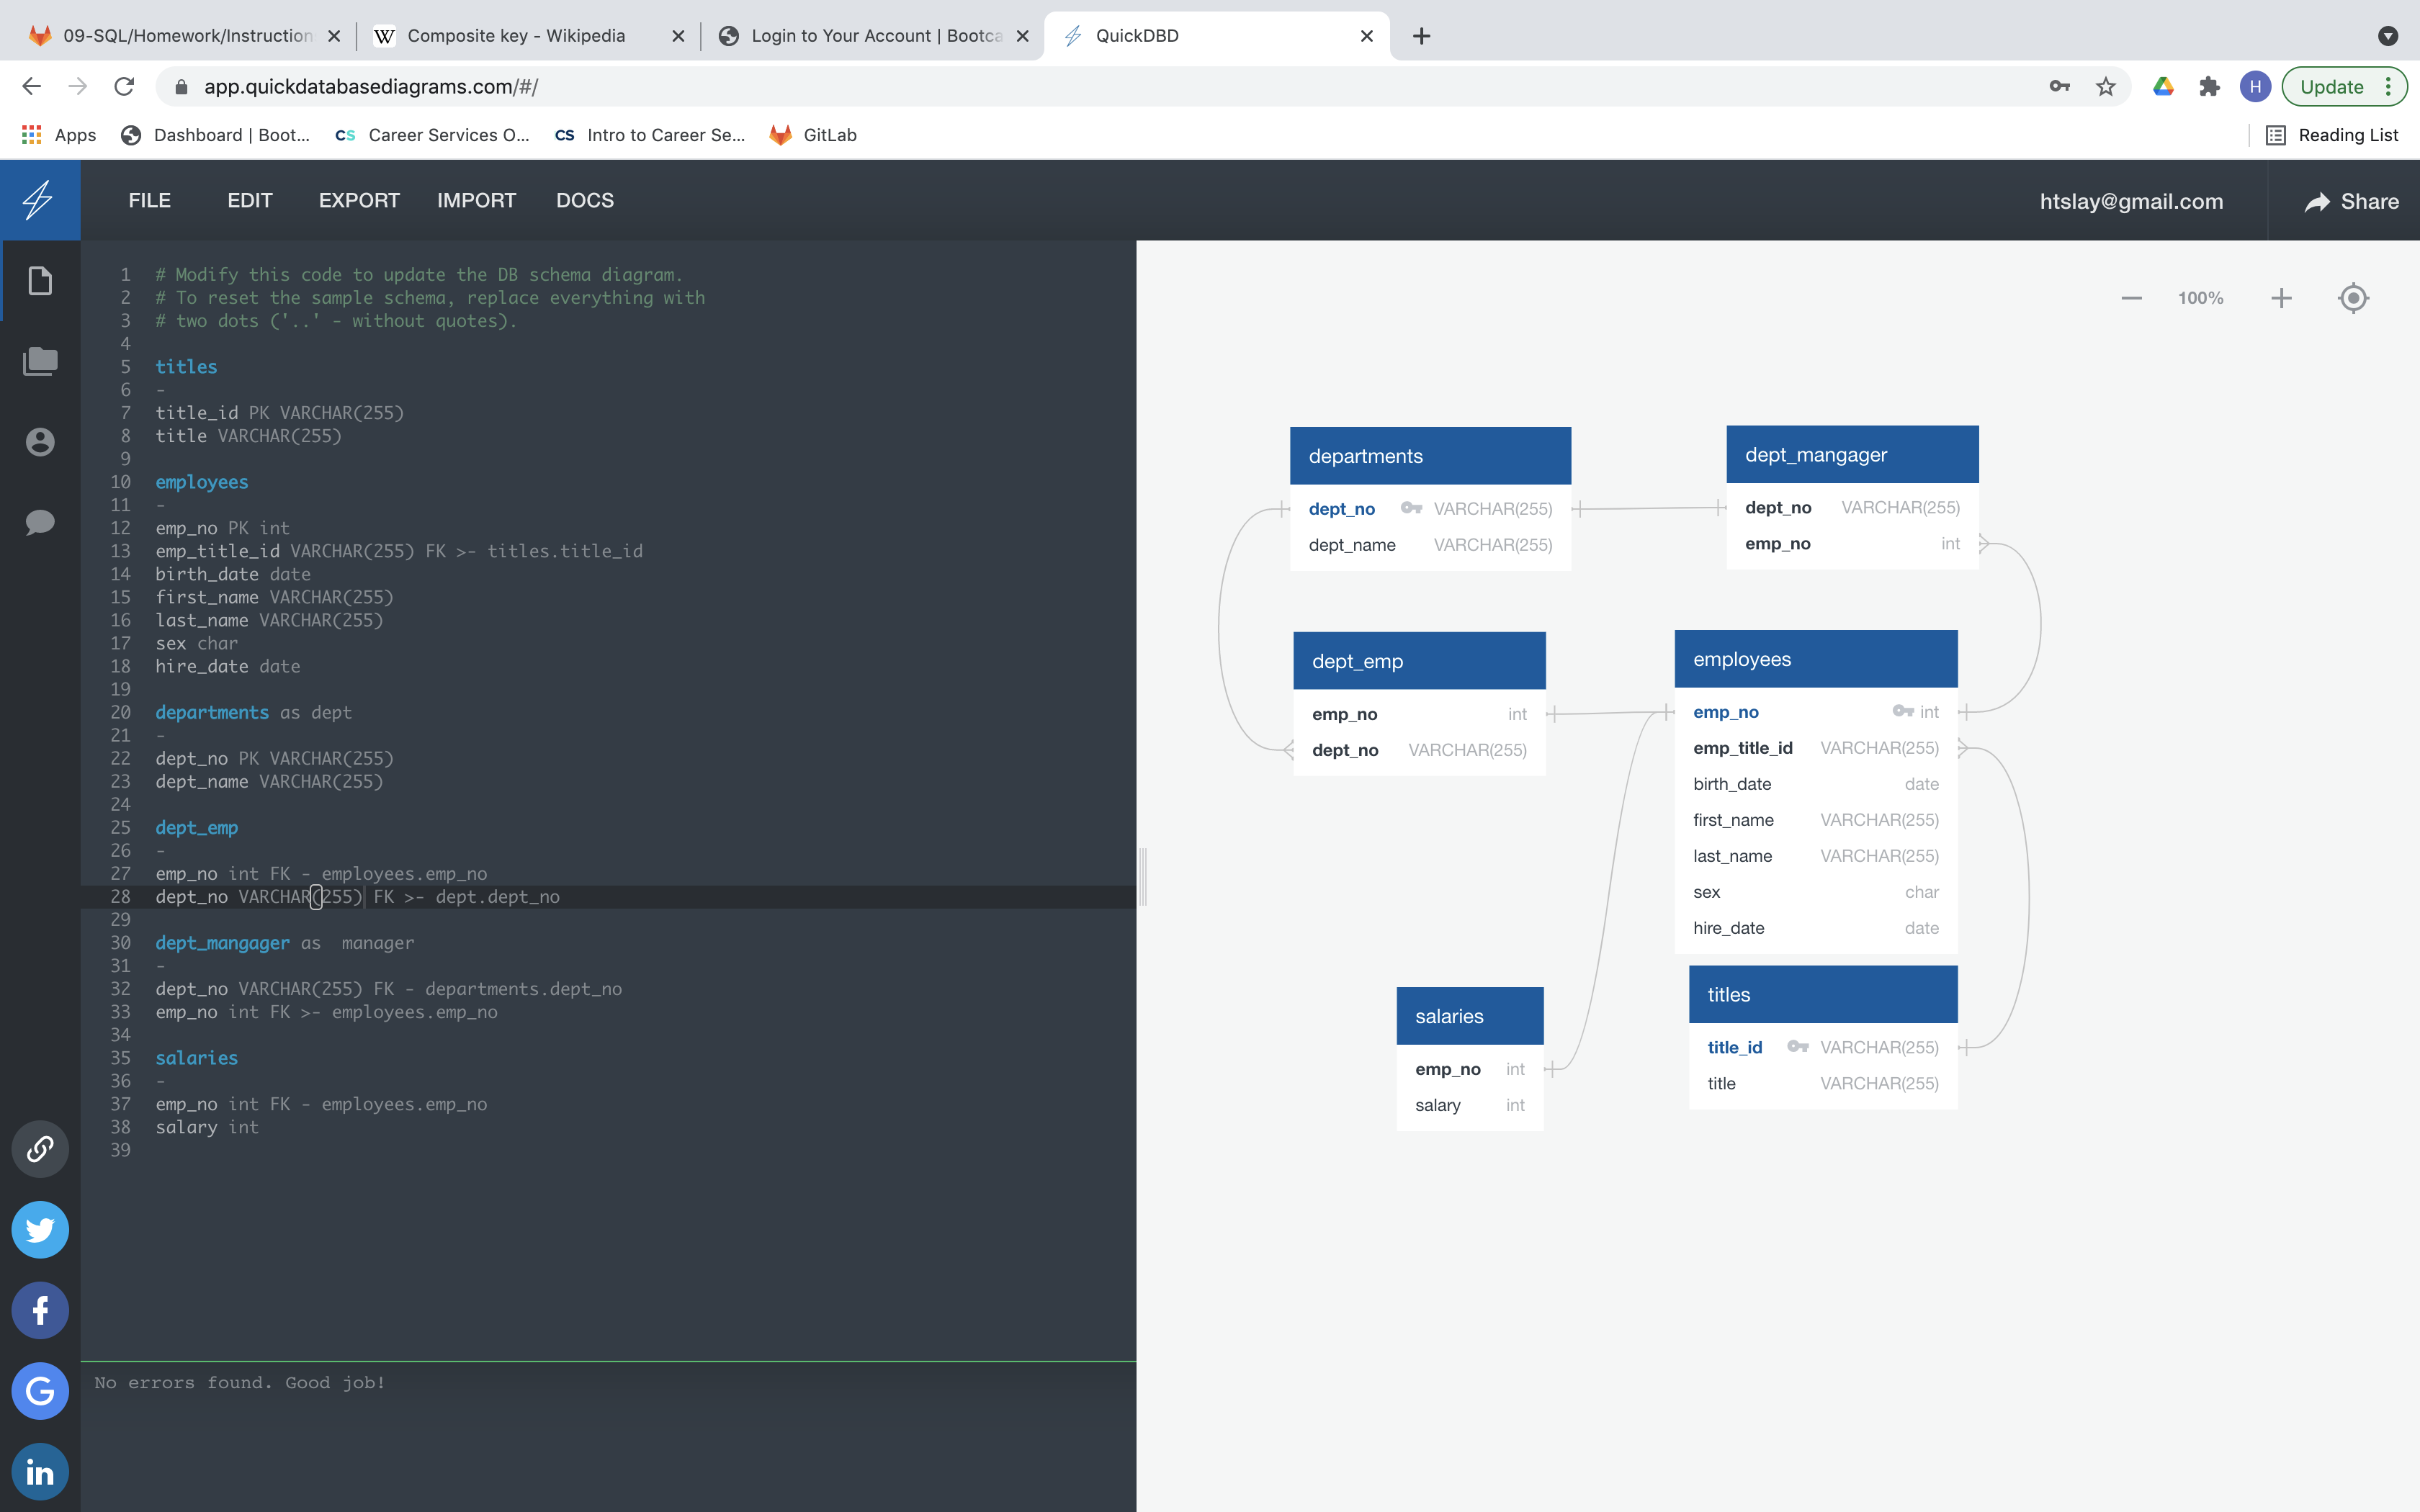 09-SQL/Homework/Instruction
W Composite key - Wikipedia
Login to Your Account | Bootca
QuickDBD
app.quickdatabasediagrams.com/#/
H
Update
Apps
Dashboard | Boot...
CS Career Services O...
CS Intro to Career Se...
GitLab
Reading List
FILE EDIT EXPORT IMPORT DOCS
htslay@gmail.com
Share
1 # Modify this code to update the DB schema diagram.
2 # To reset the sample schema, replace everything with
3 # two dots ('..' - without quotes).
4
5 titles
6 -
7 title_id PK VARCHAR(255)
8 title VARCHAR(255)
9
10 employees
11 -
12 emp_no PK int
13 emp_title_id VARCHAR(255) FK >- titles.title_id
14 birth_date date
15 first_name VARCHAR(255)
16 last_name VARCHAR(255)
17 sex char
18 hire_date date
19
20 departments as dept
21 -
22 dept_no PK VARCHAR(255)
23 dept_name VARCHAR(255)
24
25 dept_emp
26 -
27 emp_no int FK - employees.emp_no
28 dept_no VARCHAR(255) FK >- dept.dept_no
29
30 dept_mangager as  manager
31 -
32 dept_no VARCHAR(255) FK - departments.dept_no
33 emp_no int FK >- employees.emp_no
34
35 salaries
36 -
37 emp_no int FK - employees.emp_no
38 salary int
39
No errors found. Good job!
100%
departments
dept_no VARCHAR(255)
dept_name VARCHAR(255)
dept_mangager
dept_no VARCHAR(255)
emp_no int
dept_emp
emp_no int
dept_no VARCHAR(255)
employees
emp_no int
emp_title_id VARCHAR(255)
birth_date date
first_name VARCHAR(255)
last_name VARCHAR(255)
sex char
hire_date date
salaries
emp_no int
salary int
titles
title_id VARCHAR(255)
title VARCHAR(255)
f
G
in